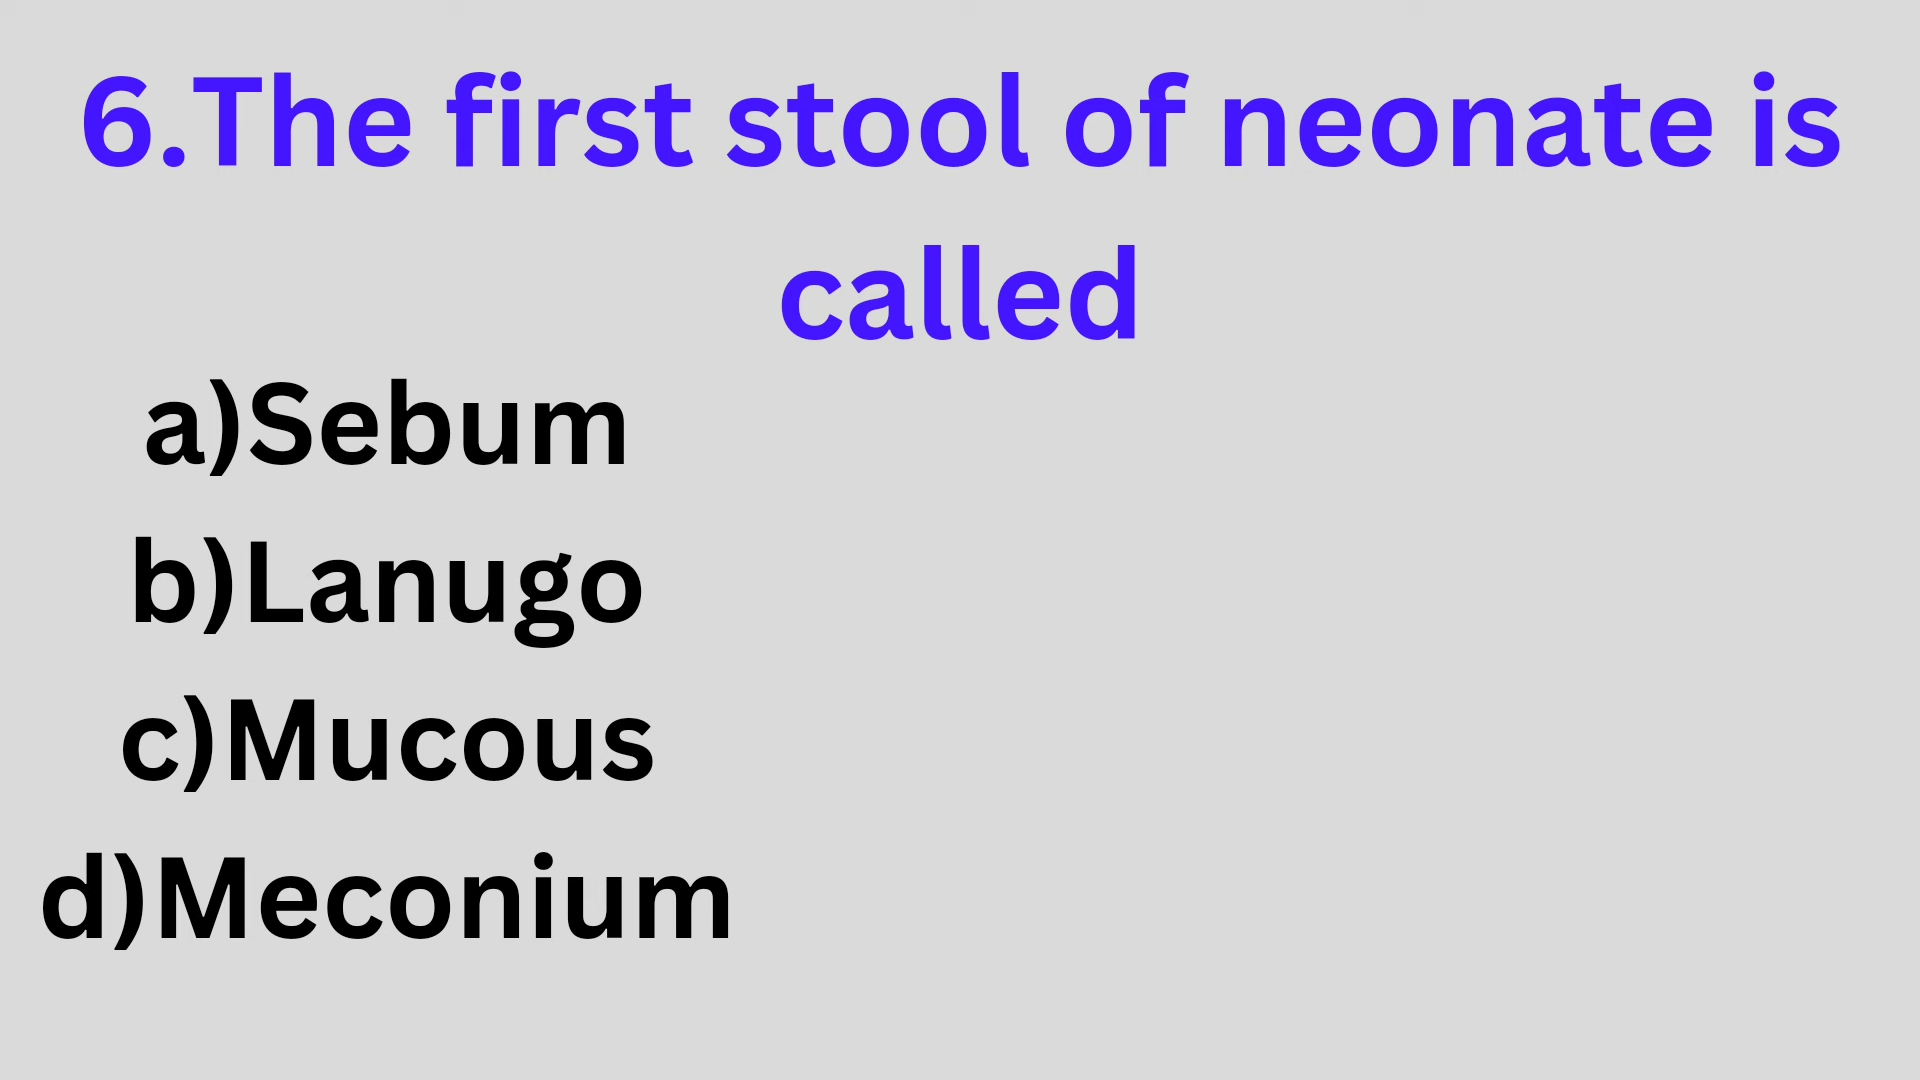 6.The first stool of neonate is
called
a)Sebum
b)Lanugo
c)Mucous
d)Meconium